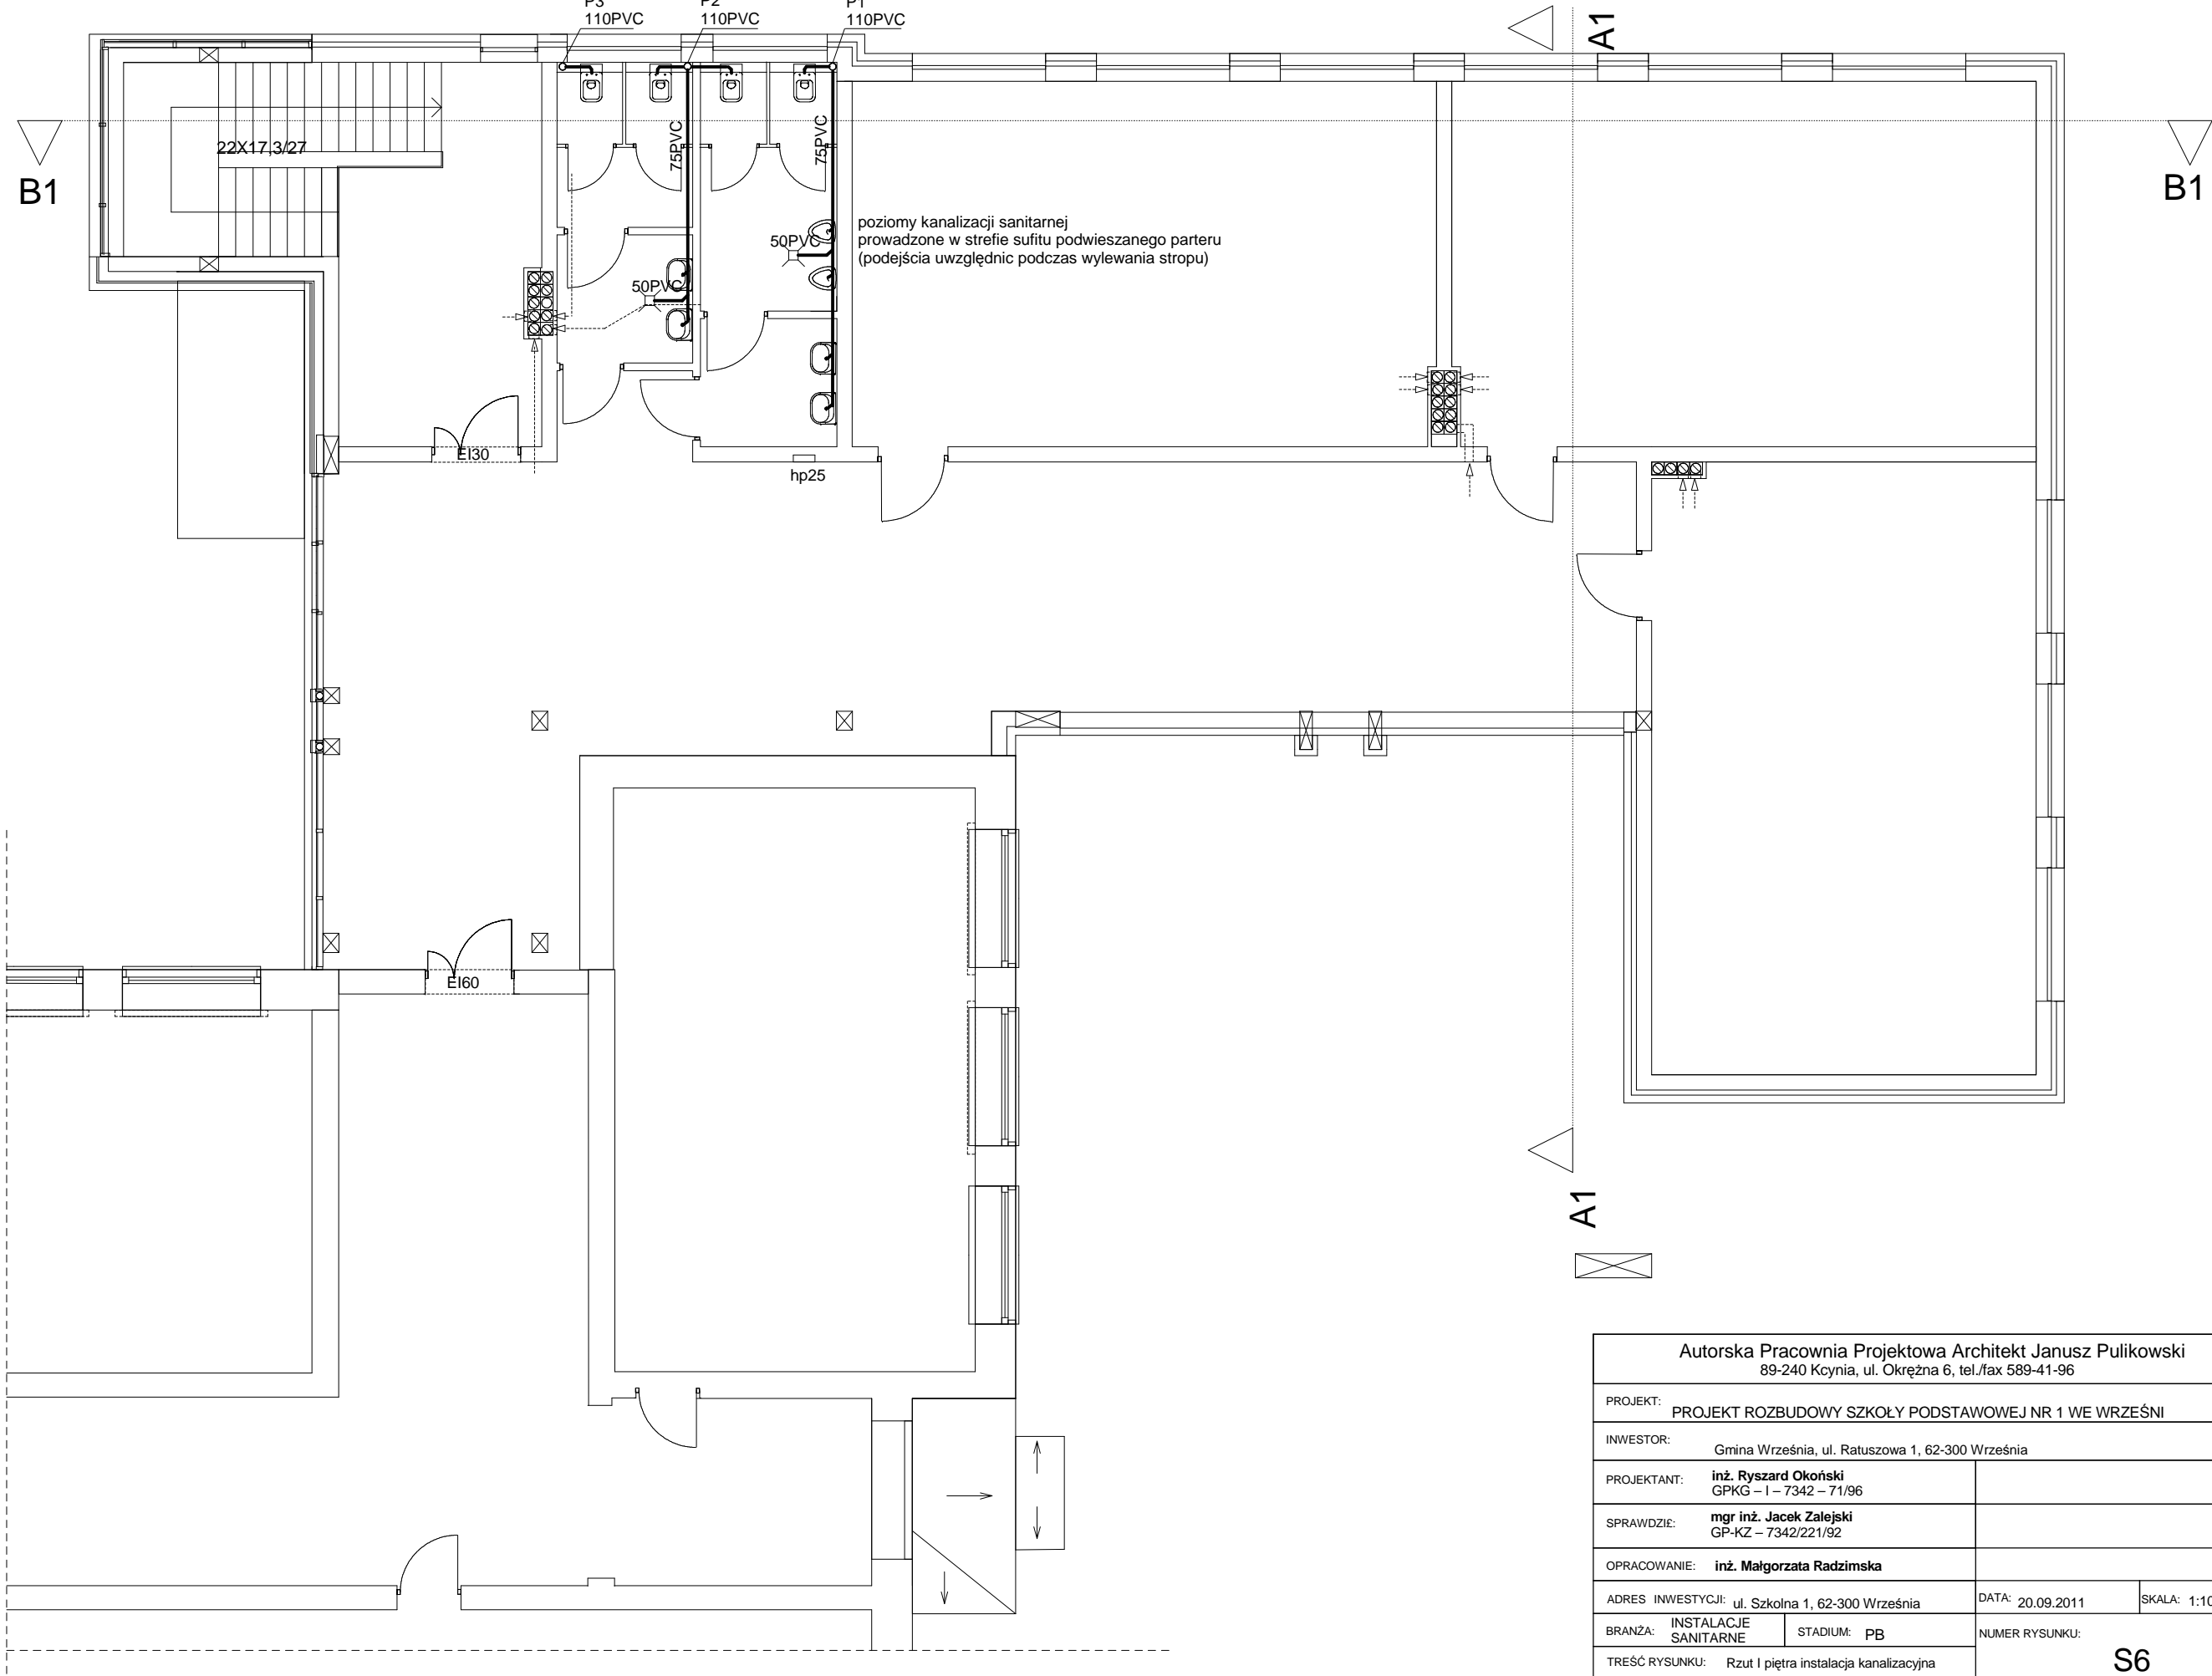 P3
110PVC
P2
110PVC
P1
110PVC
A1
22X17,3/27
75PVC
75PVC
B1
B1
poziomy kanalizacji sanitarnej
prowadzone w strefie sufitu podwieszanego parteru
(podejścia uwzględnic podczas wylewania stropu)
50PVC
50PVC
EI30
hp25
EI60
A1
Autorska Pracownia Projektowa Architekt Janusz Pulikowski
89-240 Kcynia, ul. Okrężna 6, tel./fax 589-41-96
PROJEKT: PROJEKT ROZBUDOWY SZKOŁY PODSTAWOWEJ NR 1 WE WRZEŚNI
INWESTOR: Gmina Września, ul. Ratuszowa 1, 62-300 Września
PROJEKTANT: inż. Ryszard Okoński
GPKG – I – 7342 – 71/96
SPRAWDZI£: mgr inż. Jacek Zalejski
GP-KZ – 7342/221/92
OPRACOWANIE: inż. Małgorzata Radzimska
ADRES INWESTYCJI: ul. Szkolna 1, 62-300 Września
DATA: 20.09.2011
SKALA: 1:10
BRANŻA: INSTALACJE
SANITARNE
STADIUM: PB
NUMER RYSUNKU:
S6
TREŚĆ RYSUNKU: Rzut I piętra instalacja kanalizacyjna